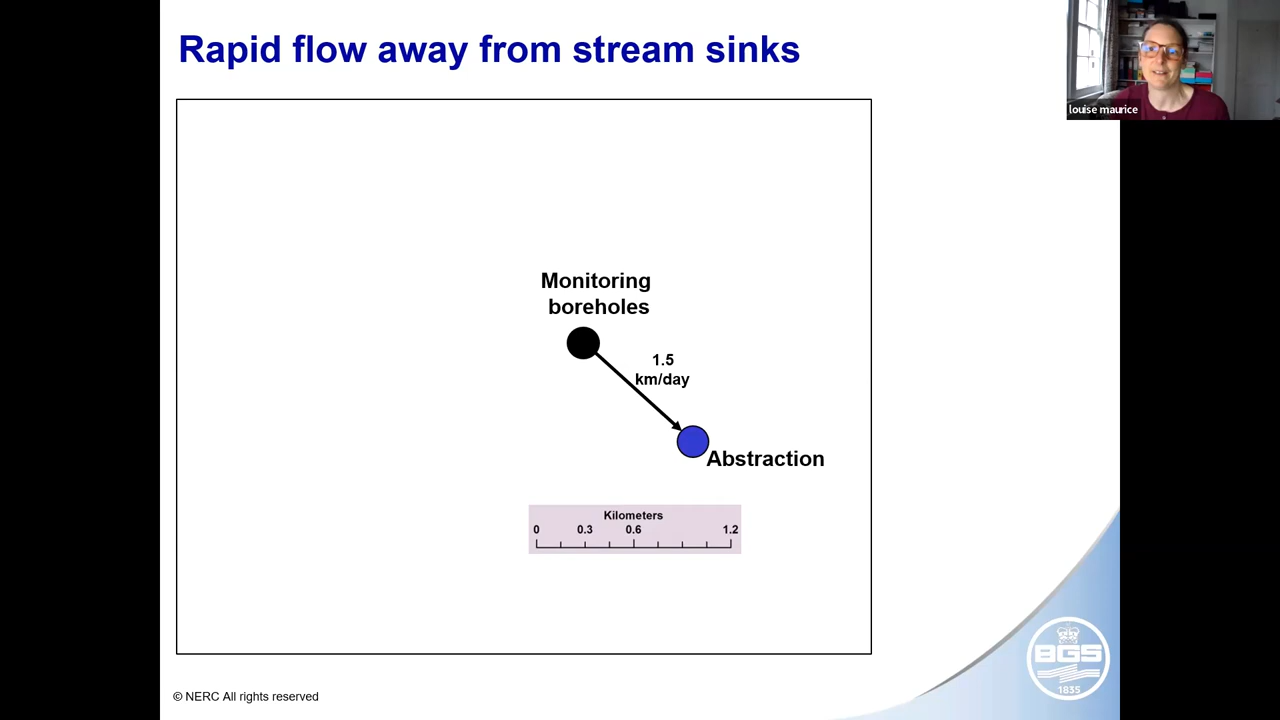 Rapid flow away from stream sinks
louise maurice
Monitoring
boreholes
1.5
km/day
Abstraction
Kilometers
0 0.3 0.6 1.2
BGS
1835
© NERC All rights reserved